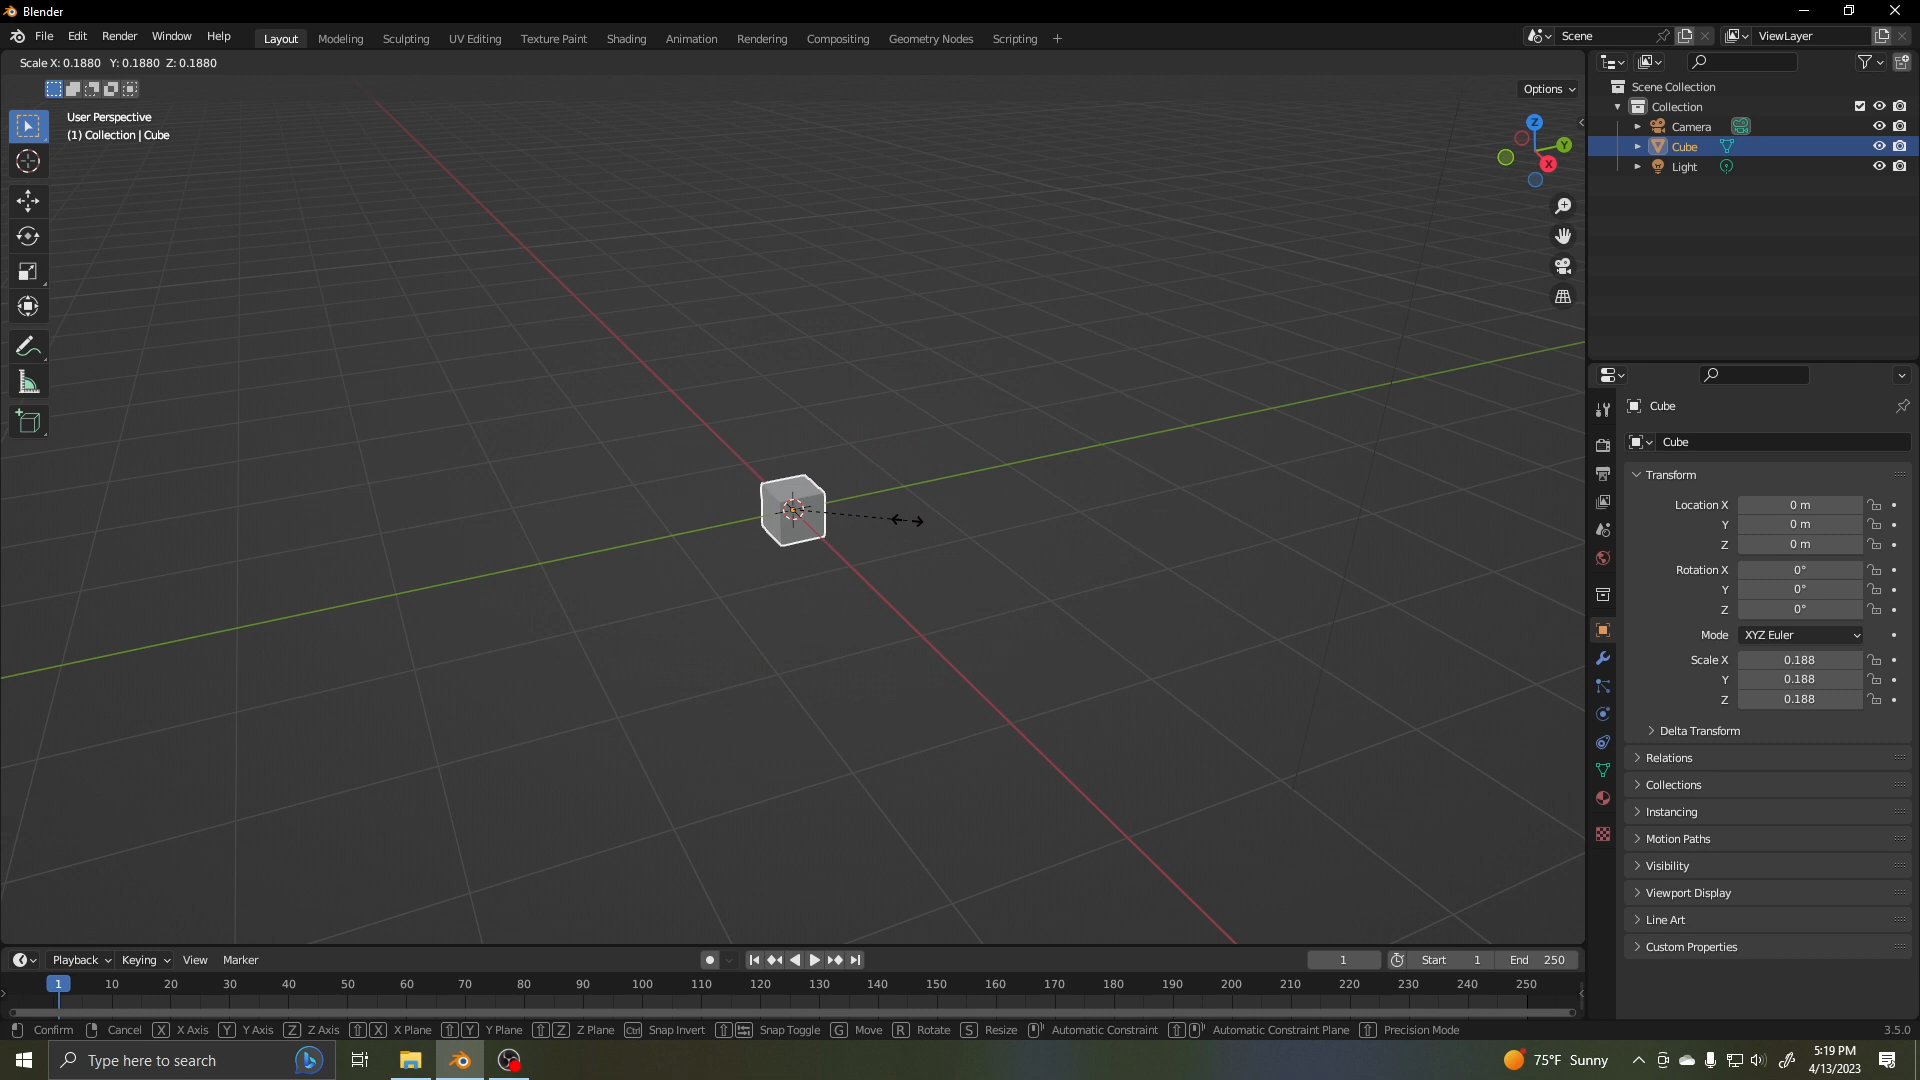 Blender
File Edit Render Window Help Layout Modeling Sculpting UV Editing Texture Paint Shading Animation Rendering Compositing Geometry Nodes Scripting + Scene ViewLayer
Scale X: 0.1880 Y: 0.1880 Z: 0.1880
Options
User Perspective
(1) Collection | Cube
Z
Y
X
Scene Collection
Collection
Camera
Cube
Light
Cube
Cube
Transform
Location X 0 m
Y 0 m
Z 0 m
Rotation X 0°
Y 0°
Z 0°
Mode XYZ Euler
Scale X 0.188
Y 0.188
Z 0.188
Delta Transform
Relations
Collections
Instancing
Motion Paths
Visibility
Viewport Display
Line Art
Custom Properties
Playback Keying View Marker 1 Start 1 End 250
1 10 20 30 40 50 60 70 80 90 100 110 120 130 140 150 160 170 180 190 200 210 220 230 240 250
Confirm Cancel X X Axis Y Y Axis Z Z Axis X X Plane Y Y Plane Z Z Plane Ctrl Snap Invert Snap Toggle G Move R Rotate S Resize Automatic Constraint Automatic Constraint Plane Precision Mode 3.5.0
Type here to search 75°F Sunny 5:19 PM
4/13/2023